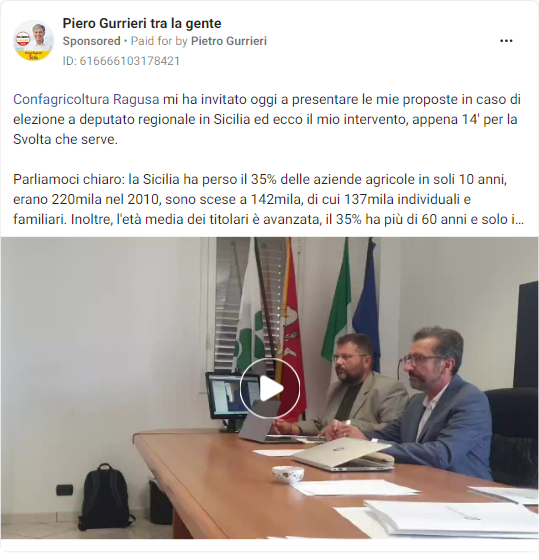 Piero Gurrieri tra la gente
Sponsored • Paid for by Pietro Gurrieri
ID: 616666103178421
Confagricoltura Ragusa mi ha invitato oggi a presentare le mie proposte in caso di
elezione a deputato regionale in Sicilia ed ecco il mio intervento, appena 14' per la
Svolta che serve.
Parliamoci chiaro: la Sicilia ha perso il 35% delle aziende agricole in soli 10 anni,
erano 220mila nel 2010, sono scese a 142mila, di cui 137mila individuali e
familiari. Inoltre, l'età media dei titolari è avanzata, il 35% ha più di 60 anni e solo i…